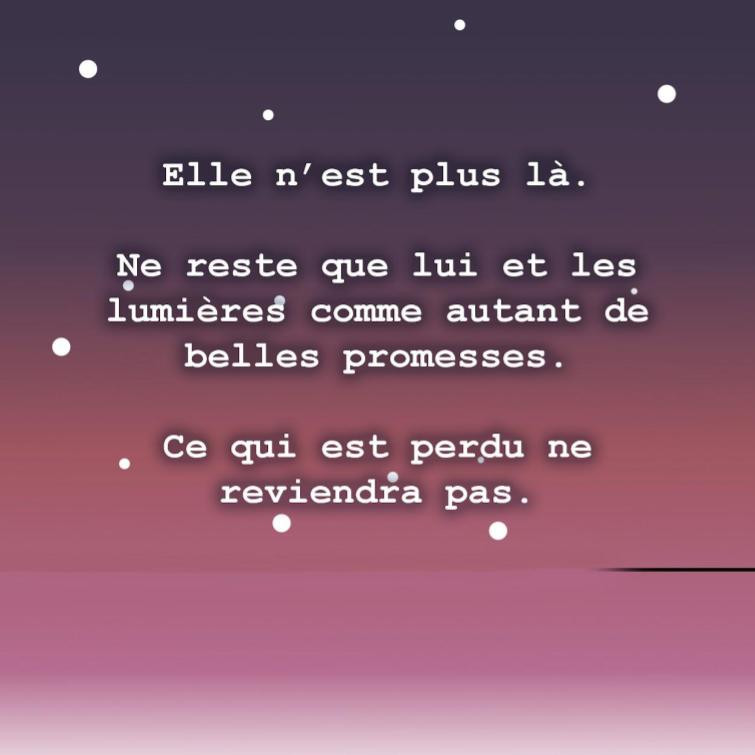 Elle n’est plus là.
Ne reste que lui et les
lumières comme autant de
belles promesses.
Ce qui est perdu ne
reviendra pas.